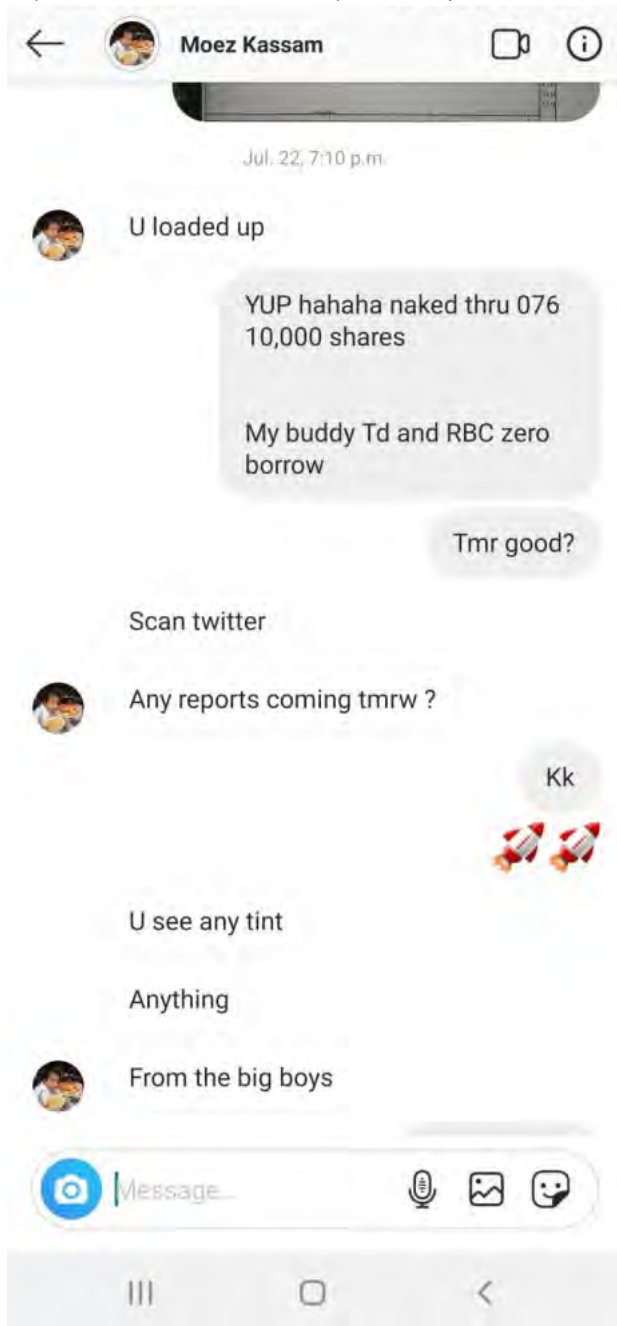 Moez Kassam
Jul. 22, 7:10 p.m.
U loaded up
YUP hahaha naked thru 076
10,000 shares
My buddy Td and RBC zero
borrow
Tmr good?
Scan twitter
Any reports coming tmrw ?
Kk
U see any tint
Anything
From the big boys
Message...